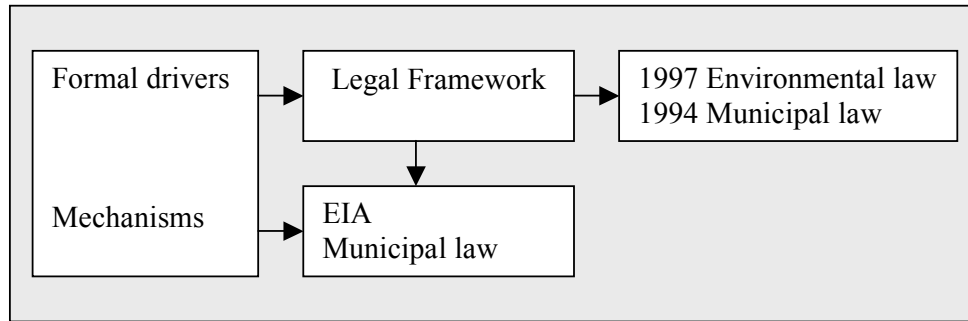 Formal drivers
Legal Framework
1997 Environmental law
1994 Municipal law
Mechanisms
EIA
Municipal law